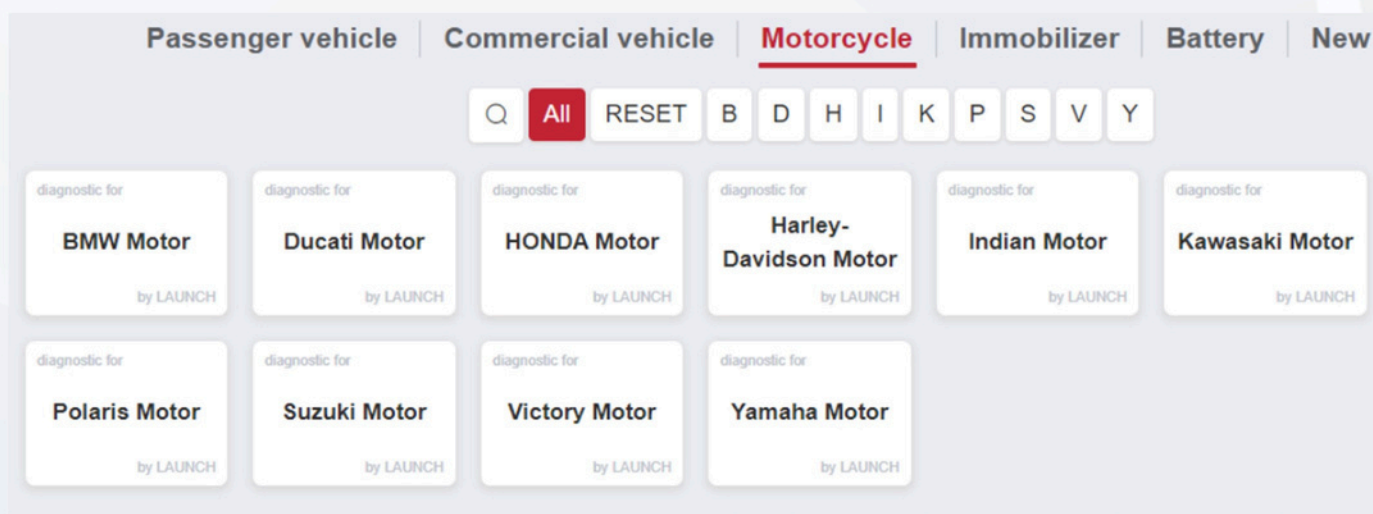 Passenger vehicle Commercial vehicle Motorcycle Immobilizer Battery New
All RESET B D H I K P S V Y
diagnostic for diagnostic for diagnostic for diagnostic for diagnostic for diagnostic for
BMW Motor Ducati Motor HONDA Motor Harley-
Davidson Motor Indian Motor Kawasaki Motor
by LAUNCH by LAUNCH by LAUNCH by LAUNCH by LAUNCH by LAUNCH
diagnostic for diagnostic for diagnostic for diagnostic for
Polaris Motor Suzuki Motor Victory Motor Yamaha Motor
by LAUNCH by LAUNCH by LAUNCH by LAUNCH